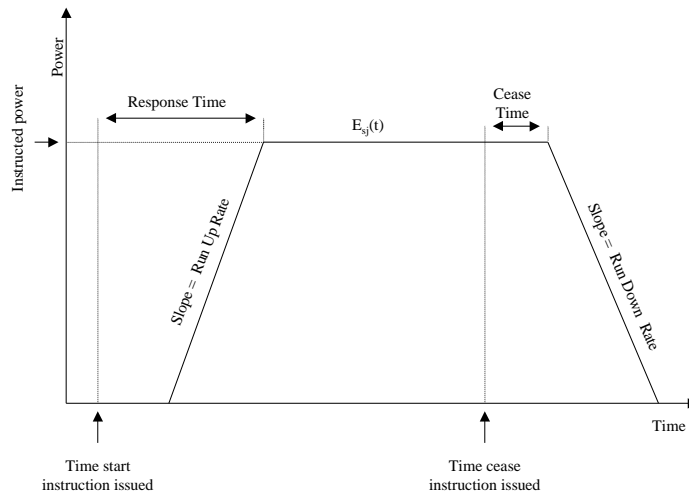 Power
Instructed power
Response Time
Cease
Time
Esj(t)
Slope = Run Up Rate
Slope = Run Down Rate
Time
Time start
instruction issued
Time cease
instruction issued